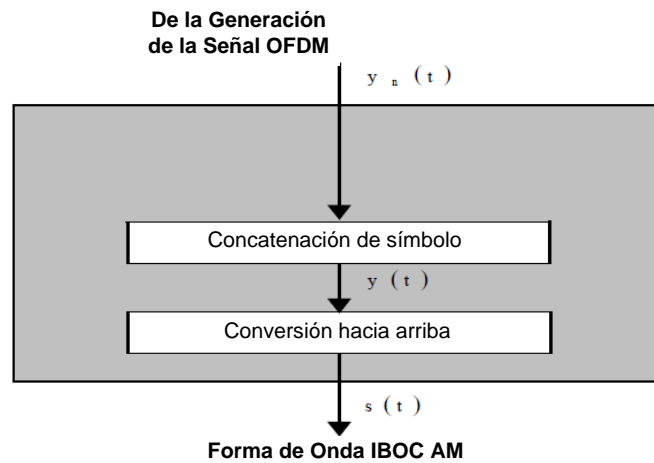 De la Generación
de la Señal OFDM
y n ( t )
Concatenación de símbolo
y ( t )
Conversión hacia arriba
s ( t )
Forma de Onda IBOC AM